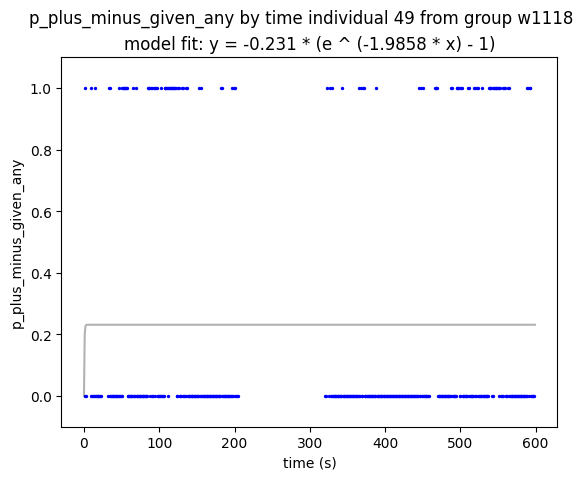 p_plus_minus_given_any by time individual 49 from group w1118
model fit: y = -0.231 * (e ^ (-1.9858 * x) - 1)
p_plus_minus_given_any
1.0
0.8
0.6
0.4
0.2
0.0
0 100 200 300 400 500 600
time (s)